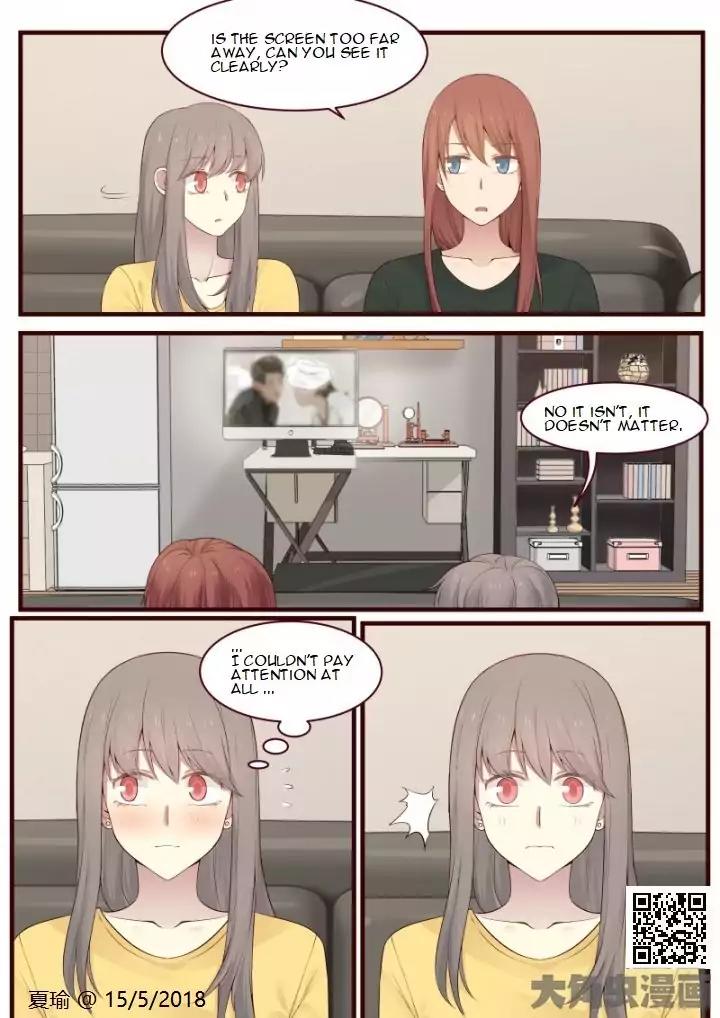 IS THE SCREEN TOO FAR
AWAY, CAN YOU SEE IT
CLEARLY?
NO IT ISN'T, IT
DOESN'T MATTER.
...
I COULDN'T PAY
ATTENTION AT
ALL ...
夏瑜 @ 15/5/2018
大角虫漫画